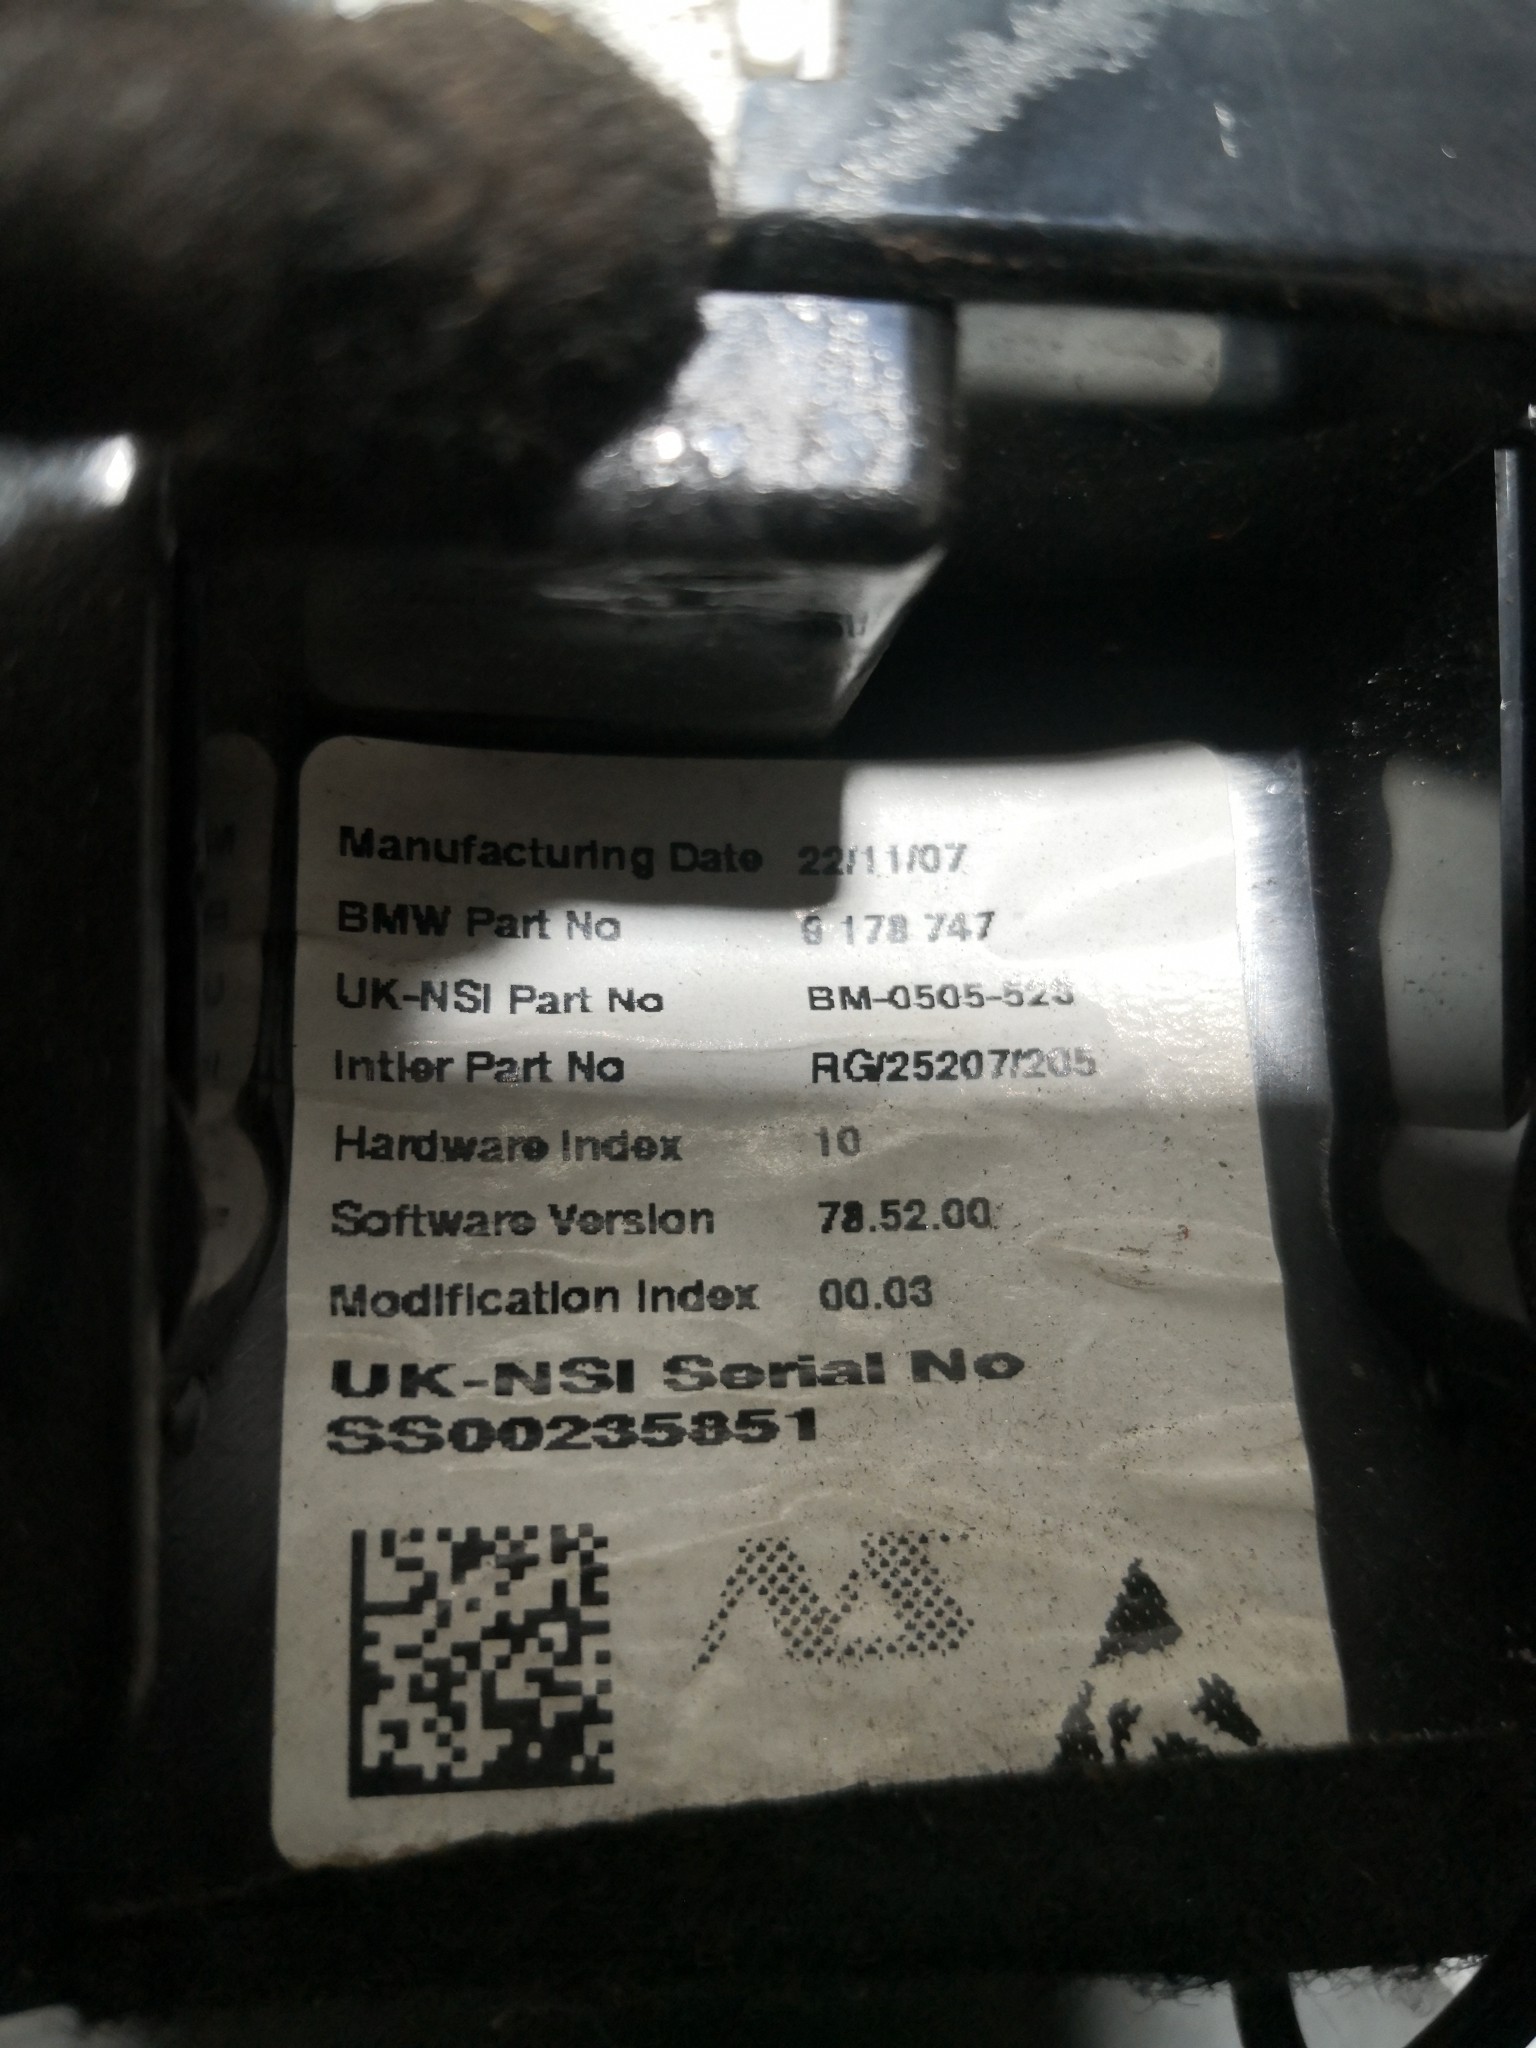 Manufacturing Date 22/11/07
BMW Part No 9 178 747
UK-NSI Part No BM-0505-523
Intier Part No RG/25207/205
Hardware Index 10
Software Version 78.52.00
Modification Index 00.03
UK-NSI Serial No
SS00235851